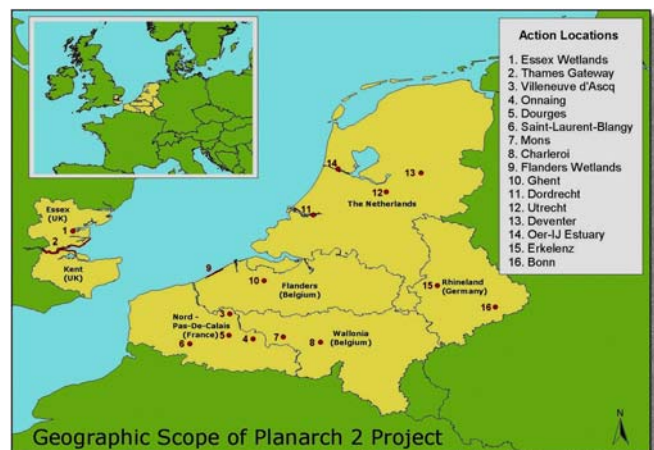 Action Locations
1. Essex Wetlands
2. Thames Gateway
3. Villeneuve d'Ascq
4. Onnaing
5. Dourges
6. Saint-Laurent-Blangy
7. Mons
8. Charleroi
9. Flanders Wetlands
10. Ghent
11. Dordrecht
12. Utrecht
13. Deventer
14. Oer-IJ Estuary
15. Erkelenz
16. Bonn
14
13
12
The Netherlands
11
Essex
(UK)
1
2
Kent
(UK)
9
10
Flanders
(Belgium)
15
Rhineland
(Germany)
16
Nord -
Pas-De-Calais
(France)
3
5
4
6
7
8
Wallonia
(Belgium)
N
Geographic Scope of Planarch 2 Project